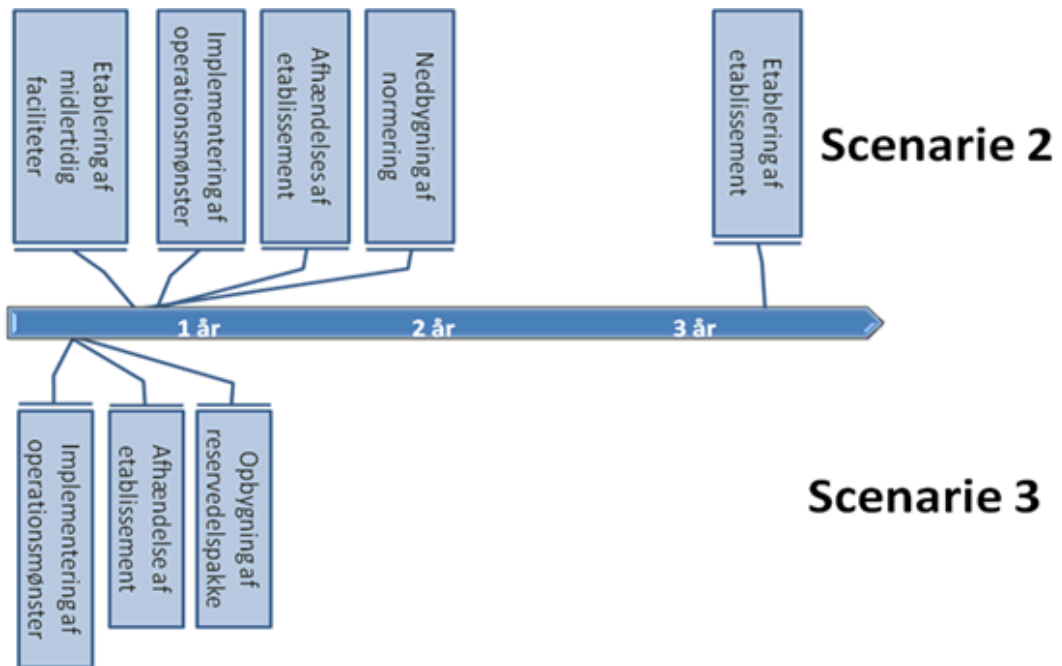 Etablering af
midlertidig
faciliteter
Implementering af
operationsmønster
Afhændelses af
etablissement
Nedbygning af
normering
Etablering af
etablissement
Scenarie 2
1 år
2 år
3 år
Implementering af
operationsmønster
Afhændelse af
etablissement
Opbygning af
reservedelspakke
Scenarie 3